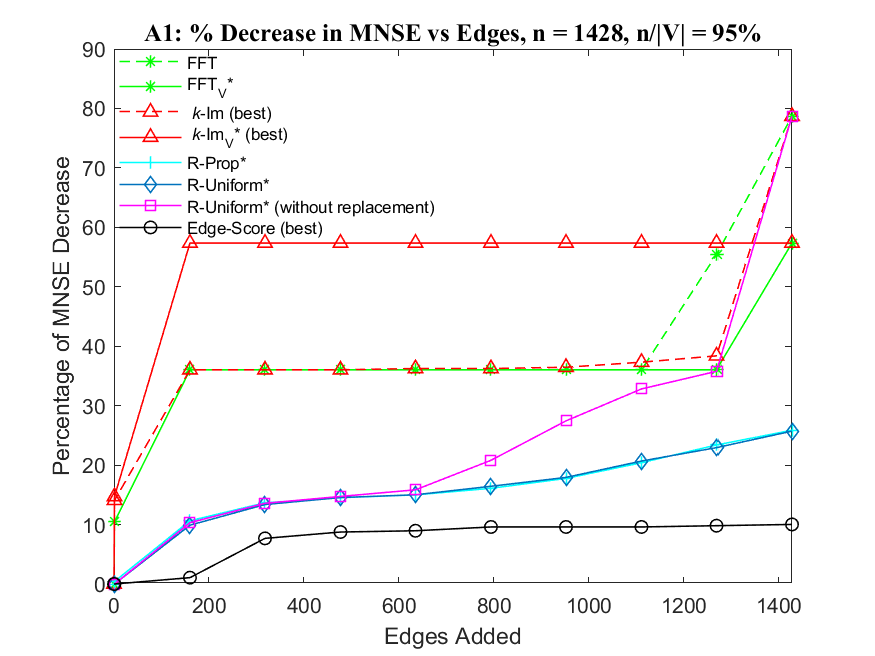 A1: % Decrease in MNSE vs Edges, n = 1428, n/|V| = 95%
Percentage of MNSE Decrease
90
80
70
60
50
40
30
20
10
0
FFT
FFT_V*
k-Im (best)
k-Im_V* (best)
R-Prop*
R-Uniform*
R-Uniform* (without replacement)
Edge-Score (best)
0 200 400 600 800 1000 1200 1400
Edges Added